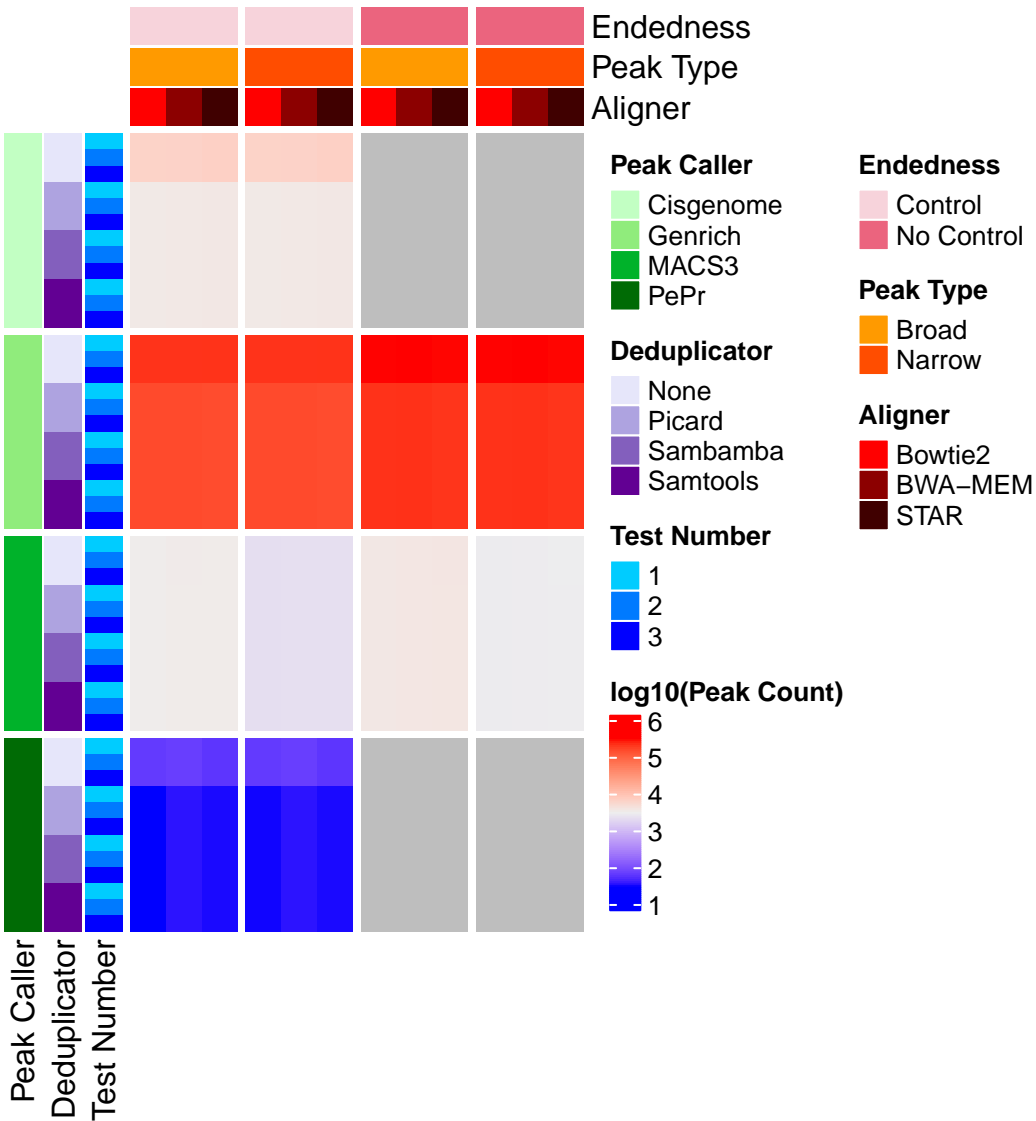 Endedness
Peak Type
Aligner
Peak Caller
Cisgenome
Genrich
MACS3
PePr
Deduplicator
None
Picard
Sambamba
Samtools
Test Number
1
2
3
log10(Peak Count)
6
5
4
3
2
1
Endedness
Control
No Control
Peak Type
Broad
Narrow
Aligner
Bowtie2
BWA−MEM
STAR
Peak Caller
Deduplicator
Test Number